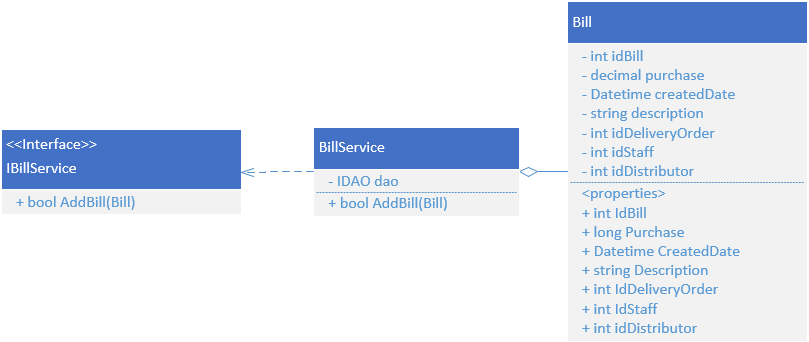 <<Interface>>
IBillService
+ bool AddBill(Bill)
BillService
- IDAO dao
+ bool AddBill(Bill)
Bill
- int idBill
- decimal purchase
- Datetime createdDate
- string description
- int idDeliveryOrder
- int idStaff
- int idDistributor
<properties>
+ int IdBill
+ long Purchase
+ Datetime CreatedDate
+ string Description
+ int IdDeliveryOrder
+ int IdStaff
+ int idDistributor